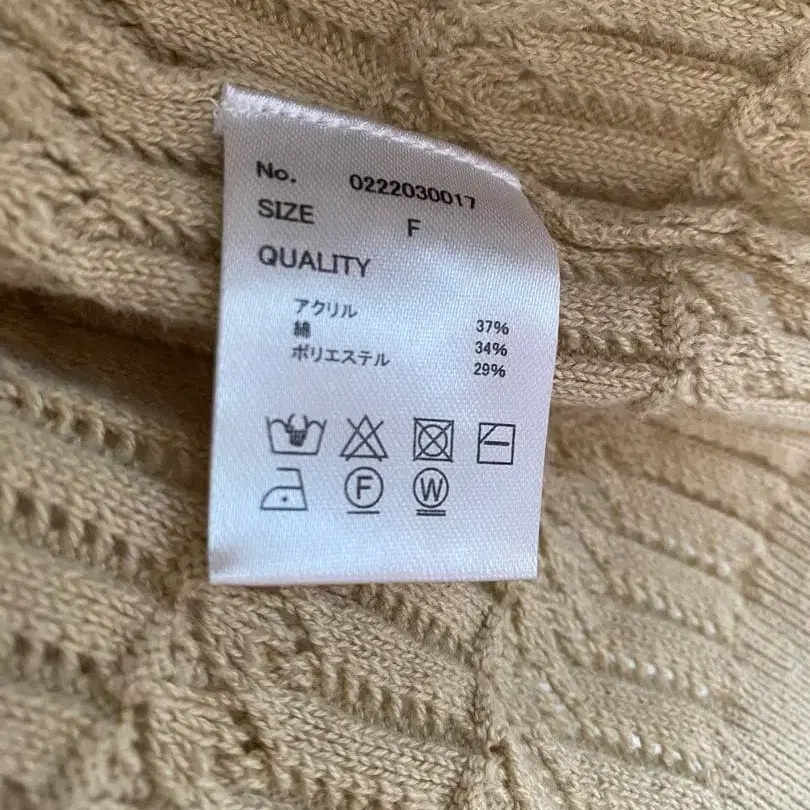 No. 0222030017
SIZE F
QUALITY
アクリル 37%
綿 34%
ポリエステル 29%
F W